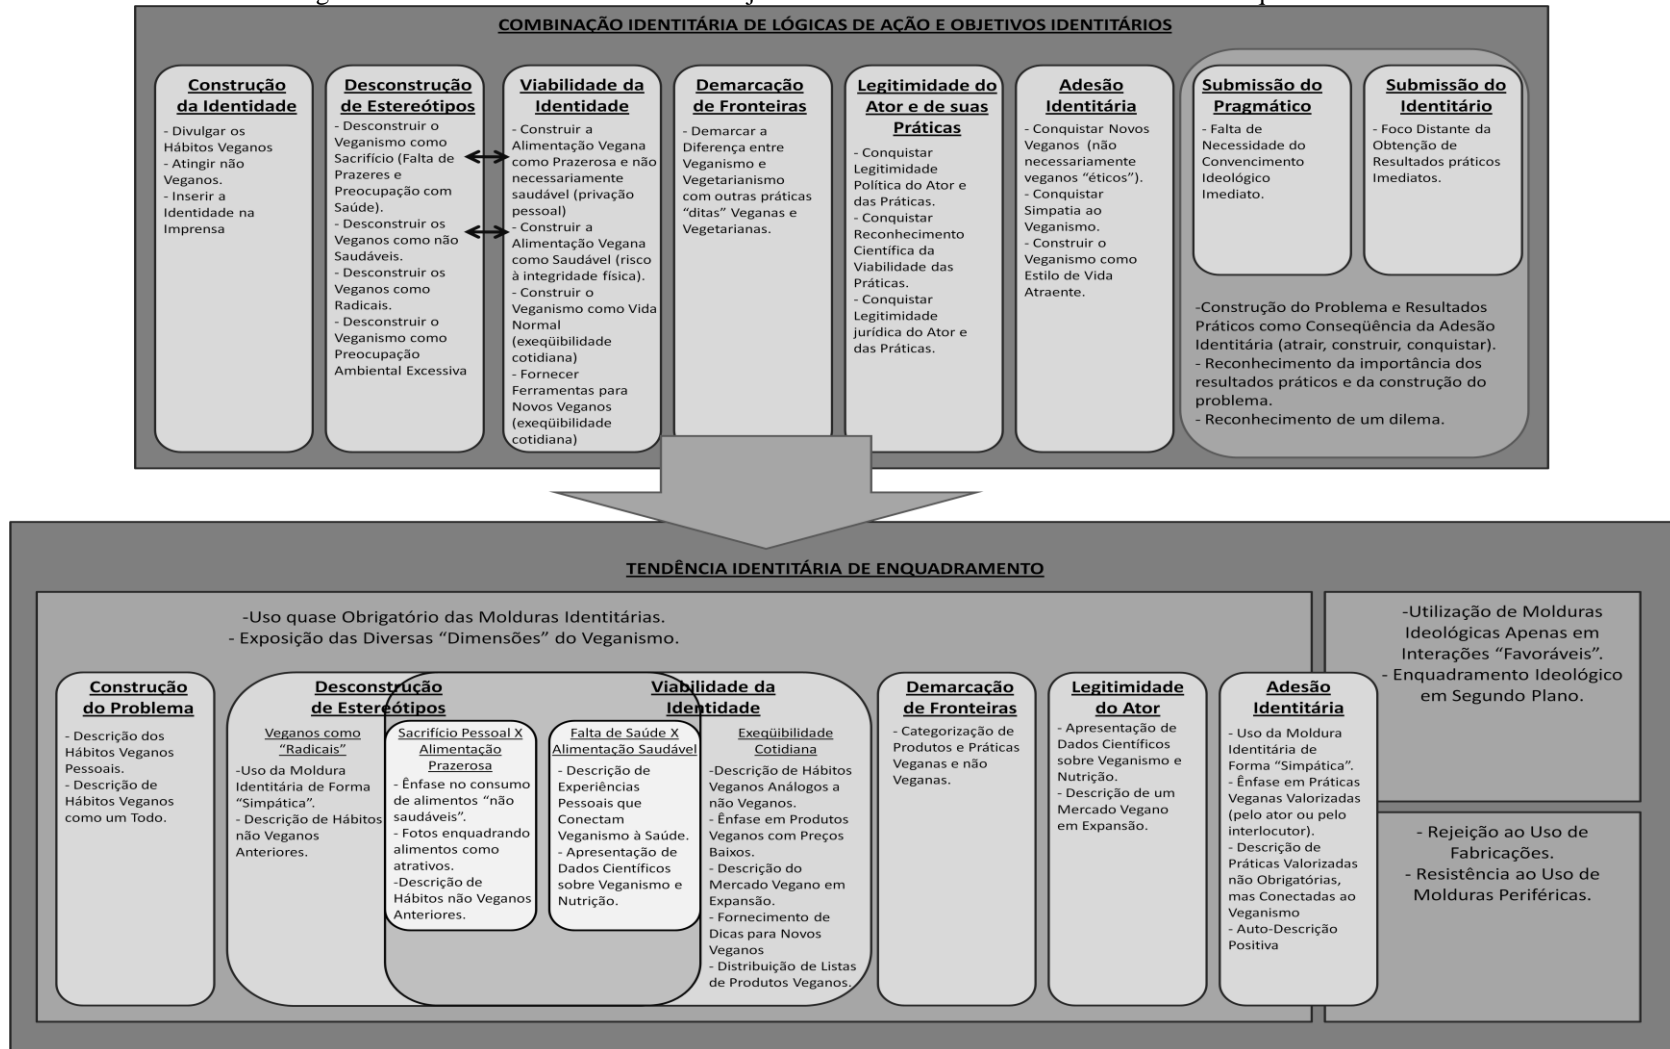 COMBINAÇÃO IDENTITÁRIA DE LÓGICAS DE AÇÃO E OBJETIVOS IDENTITÁRIOS
Construção
da Identidade
- Divulgar os
Hábitos Veganos
- Atingir não
Veganos.
- Inserir a
Identidade na
Imprensa
Desconstrução
de Estereótipos
- Desconstruir o
Veganismo como
Sacrifício (Falta de
Prazeres e
Preocupação com
Saúde).
- Desconstruir os
Veganos como não
Saudáveis.
- Desconstruir os
Veganos como
Radicais.
- Desconstruir o
Veganismo como
Preocupação
Ambiental Excessiva
Viabilidade da
Identidade
- Construir a
Alimentação Vegana
como Prazerosa e não
necessariamente
saudável (privação
pessoal)
- Construir a
Alimentação Vegana
como Saudável (risco
à integridade física).
- Construir o
Veganismo como Vida
Normal
(exeqüibilidade
cotidiana)
- Fornecer
Ferramentas para
Novos Veganos
(exeqüibilidade
cotidiana)
Demarcação
de Fronteiras
- Demarcar a
Diferença entre
Veganismo e
Vegetarianismo
com outras práticas
“ditas” Veganas e
Vegetarianas.
Legitimidade do
Ator e de suas
Práticas
- Conquistar
Legitimidade
Política do Ator e
das Práticas.
- Conquistar
Reconhecimento
Científica da
Viabilidade das
Práticas.
- Conquistar
Legitimidade
jurídica do Ator e
das Práticas.
Adesão
Identitária
- Conquistar Novos
Veganos (não
necessariamente
veganos “éticos”).
- Conquistar
Simpatia ao
Veganismo.
- Construir o
Veganismo como
Estilo de Vida
Atraente.
Submissão do
Pragmático
- Falta de
Necessidade do
Convencimento
Ideológico
Imediato.
Submissão do
Identitário
- Foco Distante da
Obtenção de
Resultados práticos
Imediatos.
-Construção do Problema e Resultados
Práticos como Conseqüência da Adesão
Identitária (atrair, construir, conquistar).
- Reconhecimento da importância dos
resultados práticos e da construção do
problema.
- Reconhecimento de um dilema.
TENDÊNCIA IDENTITÁRIA DE ENQUADRAMENTO
-Uso quase Obrigatório das Molduras Identitárias.
- Exposição das Diversas “Dimensões” do Veganismo.
Construção
do Problema
- Descrição dos
Hábitos Veganos
Pessoais.
- Descrição de
Hábitos Veganos
como um Todo.
Desconstrução
de Estereótipos
Veganos como
“Radicais”
-Uso da Moldura
Identitária de Forma
“Simpática”.
- Descrição de Hábitos
não Veganos
Anteriores.
Sacrifício Pessoal X
Alimentação
Prazerosa
- Ênfase no consumo
de alimentos “não
saudáveis”.
- Fotos enquadrando
alimentos como
atrativos.
-Descrição de
Hábitos não Veganos
Anteriores.
Viabilidade da
Identidade
Falta de Saúde X
Alimentação Saudável
- Descrição de
Experiências
Pessoais que
Conectam
Veganismo à Saúde.
- Apresentação de
Dados Científicos
sobre Veganismo e
Nutrição.
Exeqüibilidade
Cotidiana
-Descrição de Hábitos
Veganos Análogos a
não Veganos.
- Ênfase em Produtos
Veganos com Preços
Baixos.
- Descrição do
Mercado Vegano em
Expansão.
- Fornecimento de
Dicas para Novos
Veganos
- Distribuição de Listas
de Produtos Veganos.
Demarcação
de Fronteiras
- Categorização de
Produtos e Práticas
Veganas e não
Veganas.
Legitimidade
do Ator
- Apresentação de
Dados Científicos
sobre Veganismo e
Nutrição.
- Descrição de um
Mercado Vegano
em Expansão.
Adesão
Identitária
- Uso da Moldura
Identitária de
Forma “Simpática”.
- Ênfase em Práticas
Veganas Valorizadas
(pelo ator ou pelo
interlocutor).
- Descrição de
Práticas Valorizadas
não Obrigatórias,
mas Conectadas ao
Veganismo
- Auto-Descrição
Positiva
-Utilização de Molduras
Ideológicas Apenas em
Interações “Favoráveis”.
- Enquadramento Ideológico
em Segundo Plano.
- Rejeição ao Uso de
Fabricações.
- Resistência ao Uso de
Molduras Periféricas.